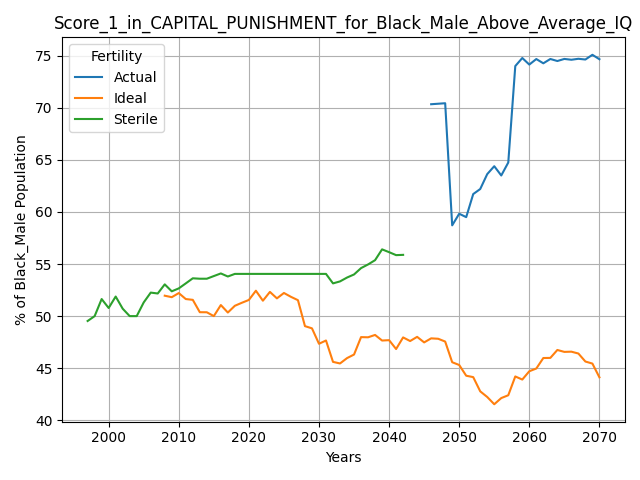 Score_1_in_CAPITAL_PUNISHMENT_for_Black_Male_Above_Average_IQ
Fertility
Actual
Ideal
Sterile
% of Black_Male Population
75
70
65
60
55
50
45
40
2000
2010
2020
2030
2040
2050
2060
2070
Years